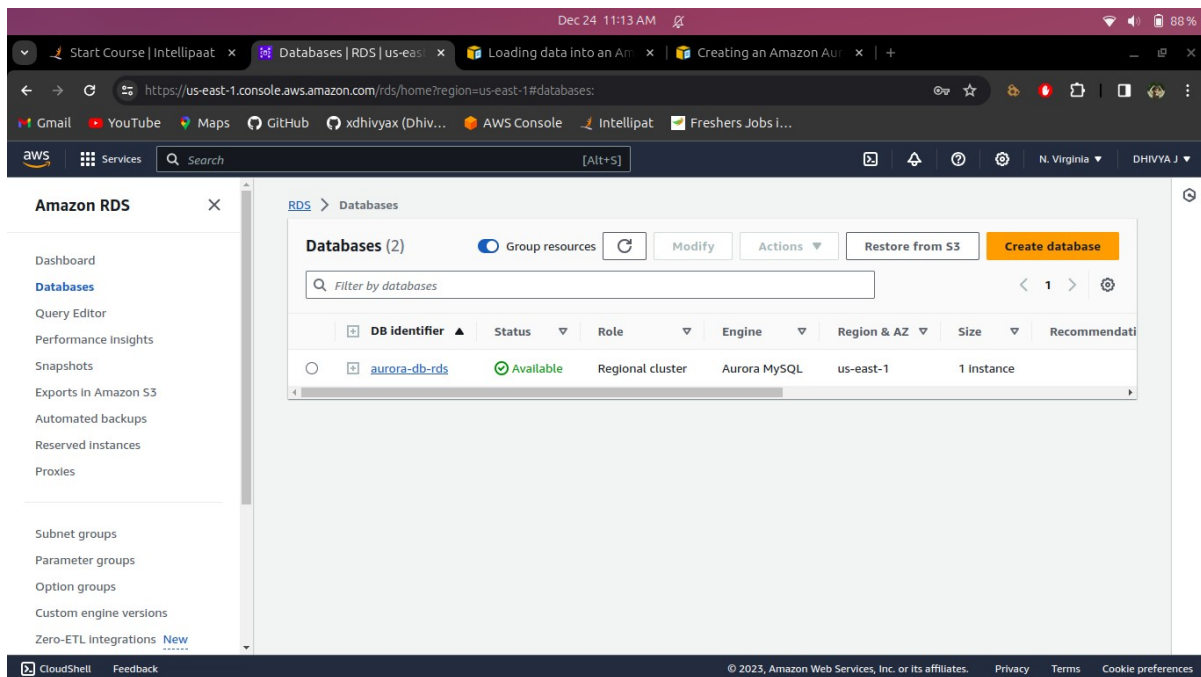 Dec 24 11:13 AM 88%
Start Course | Intellipaat Databases | RDS | us-eas Loading data into an Am Creating an Amazon Aur
https://us-east-1.console.aws.amazon.com/rds/home?region=us-east-1#databases:
Gmail YouTube Maps GitHub xdhivyax (Dhiv... AWS Console Intellipat Freshers Jobs i...
aws Services Search [Alt+S] N. Virginia DHIVYA J
Amazon RDS
Dashboard
Databases
Query Editor
Performance insights
Snapshots
Exports in Amazon S3
Automated backups
Reserved instances
Proxies
Subnet groups
Parameter groups
Option groups
Custom engine versions
Zero-ETL integrations New
RDS > Databases
Databases (2) Group resources Modify Actions Restore from S3 Create database
Filter by databases 1
DB identifier Status Role Engine Region & AZ Size Recommendati
aurora-db-rds Available Regional cluster Aurora MySQL us-east-1 1 instance
CloudShell Feedback © 2023, Amazon Web Services, Inc. or its affiliates. Privacy Terms Cookie preferences